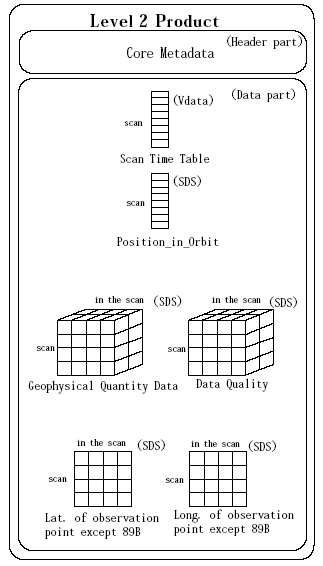 Level 2 Product
(Header part)
Core Metadata
(Data part)
(Vdata)
scan
Scan Time Table
(SDS)
scan
Position_in_Orbit
in the scan (SDS)
scan
Geophysical Quantity Data
in the scan (SDS)
scan
Data Quality
in the scan (SDS)
scan
Lat. of observation
point except 89B
in the scan (SDS)
scan
Long. of observation
point except 89B